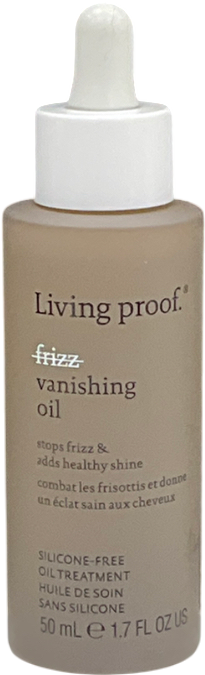 Living proof.®
frizz
vanishing
oil
stops frizz &
adds healthy shine
combat les frisottis et donne
un éclat sain aux cheveux
SILICONE-FREE
OIL TREATMENT
HUILE DE SOIN
SANS SILICONE
50 mL ℮ 1.7 FL OZ US